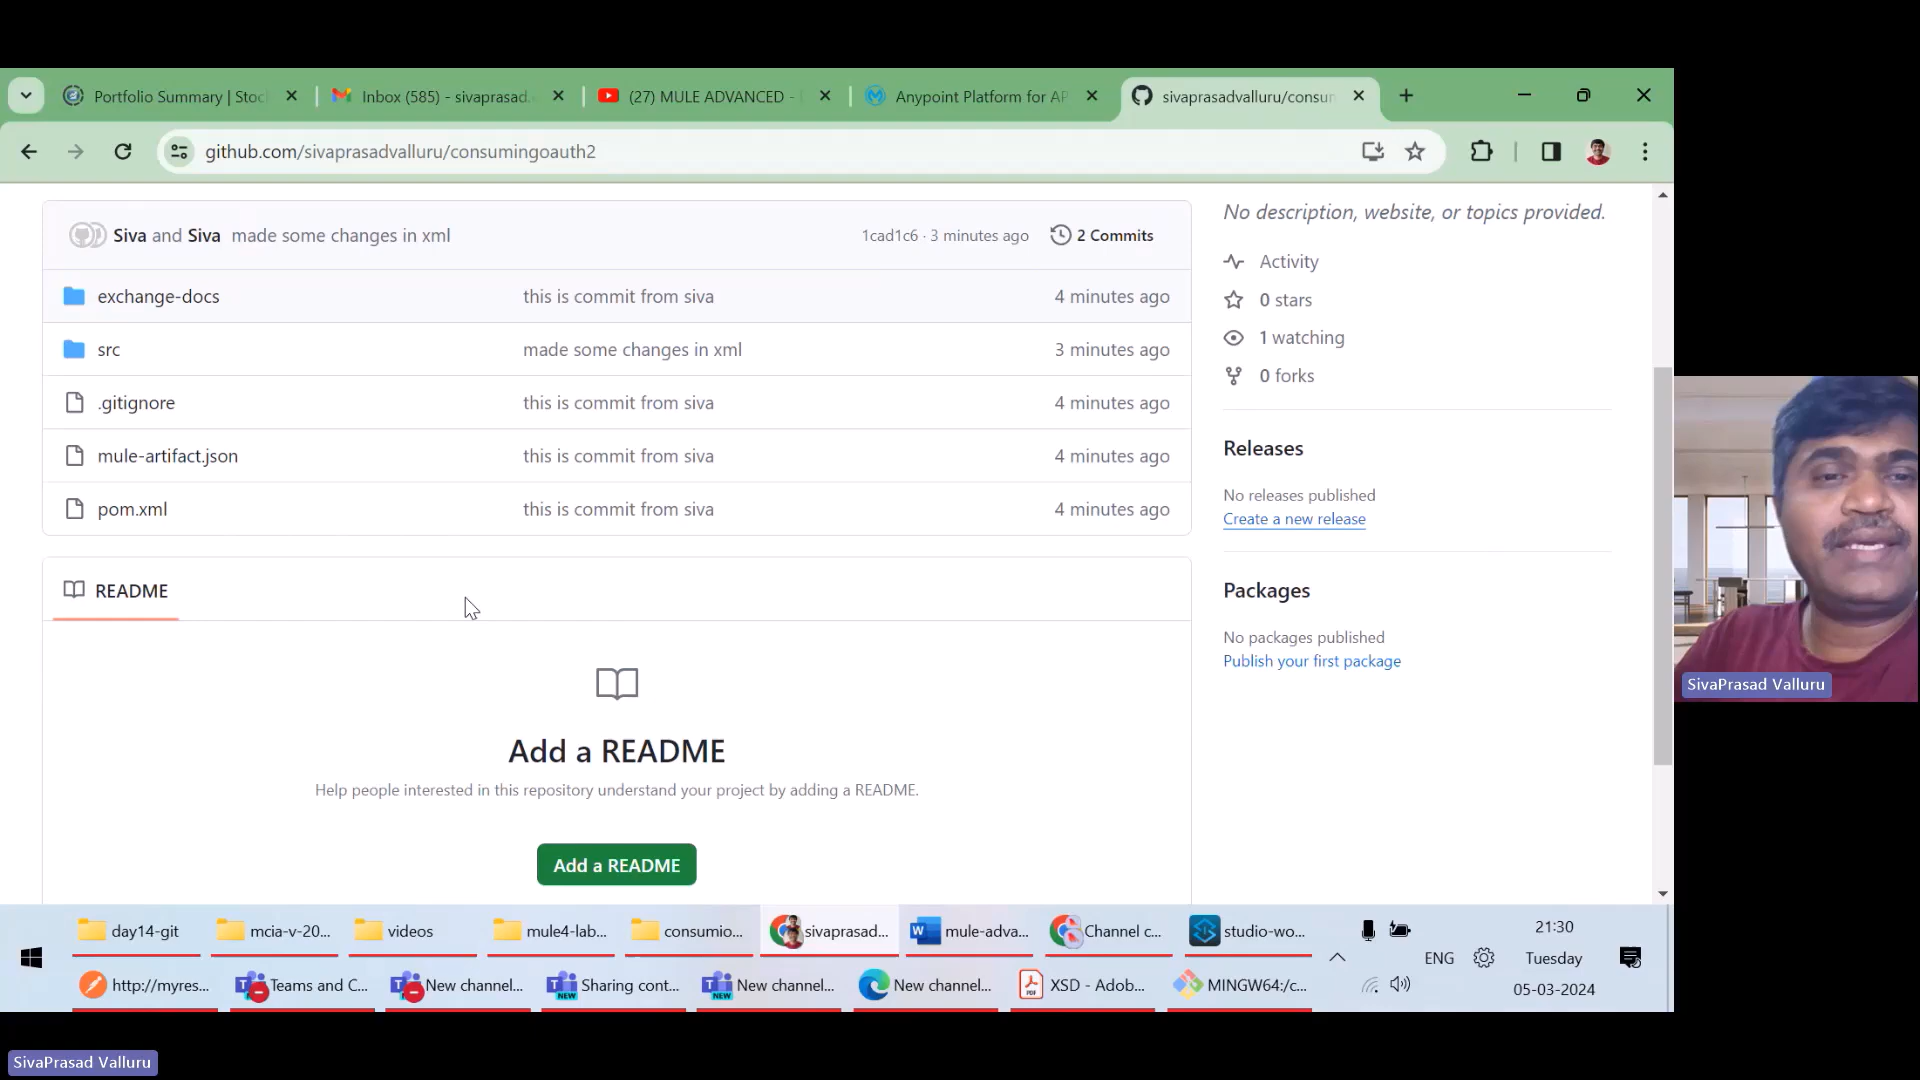 Portfolio Summary | Stoc
Inbox (585) - sivaprasad.
(27) MULE ADVANCED -
Anypoint Platform for AP
sivaprasadvalluru/consum
github.com/sivaprasadvalluru/consumingoauth2
Siva and Siva made some changes in xml
1cad1c6 · 3 minutes ago
2 Commits
exchange-docs
this is commit from siva
4 minutes ago
src
made some changes in xml
3 minutes ago
.gitignore
this is commit from siva
4 minutes ago
mule-artifact.json
this is commit from siva
4 minutes ago
pom.xml
this is commit from siva
4 minutes ago
README
Add a README
Help people interested in this repository understand your project by adding a README.
Add a README
No description, website, or topics provided.
Activity
0 stars
1 watching
0 forks
Releases
No releases published
Create a new release
Packages
No packages published
Publish your first package
SivaPrasad Valluru
day14-git
mcia-v-20...
videos
mule4-lab...
consumio...
sivaprasad...
mule-adva...
Channel c...
studio-wo...
http://myres...
Teams and C...
New channel...
Sharing cont...
New channel...
New channel...
XSD - Adob...
MINGW64:/c...
ENG
21:30
Tuesday
05-03-2024
SivaPrasad Valluru